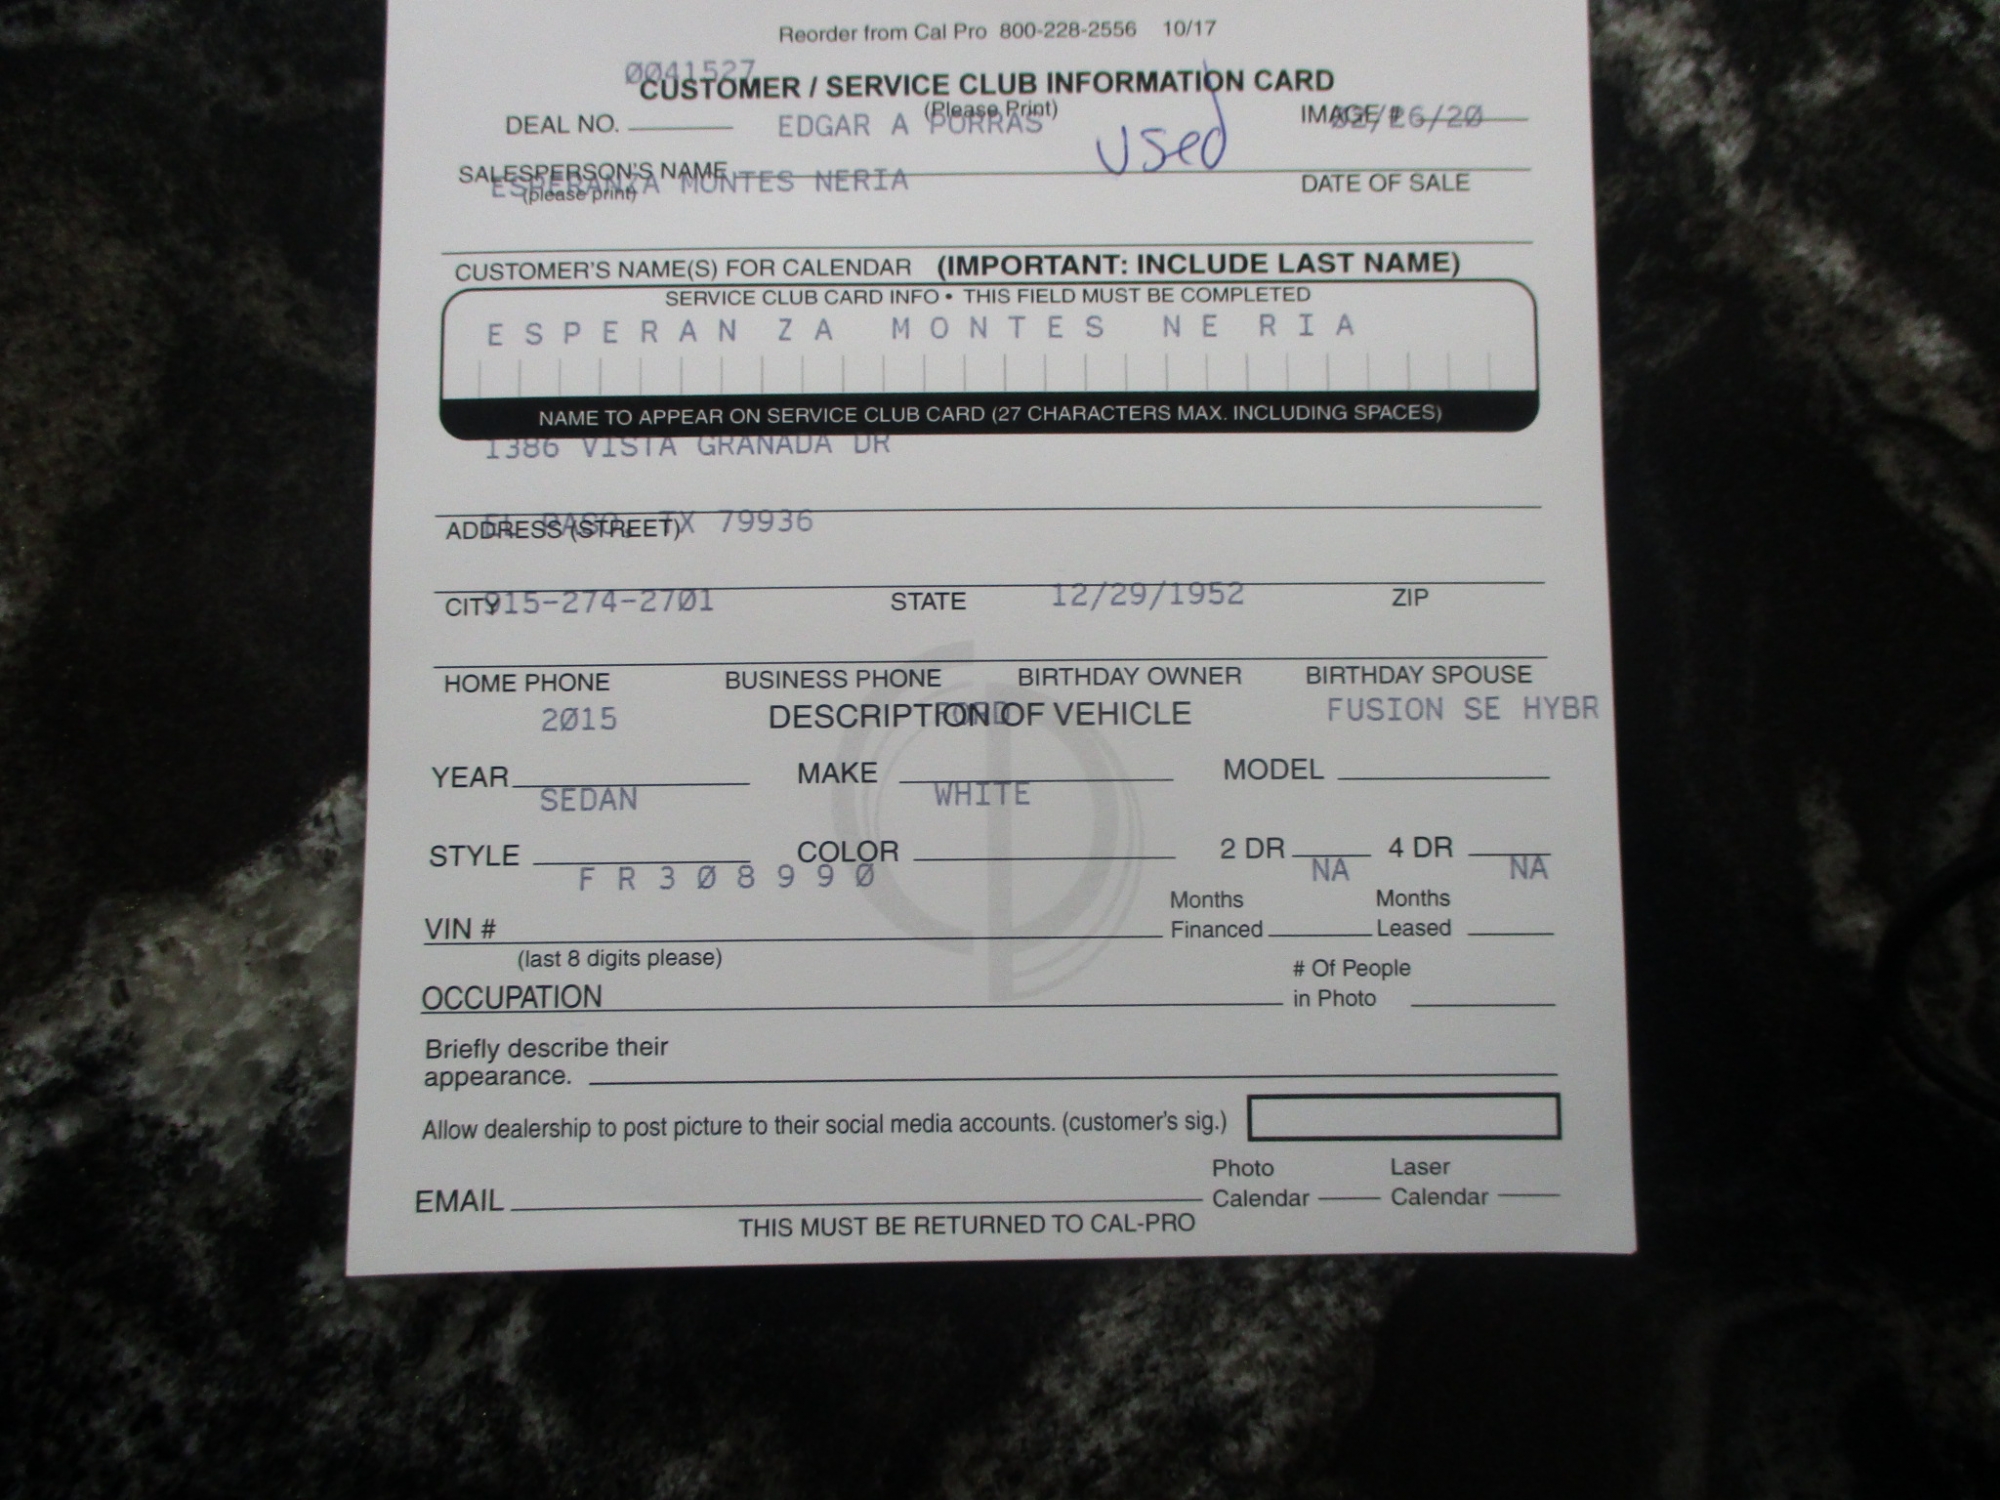 Reorder from Cal Pro 800-228-2556 10/17
0041527
CUSTOMER / SERVICE CLUB INFORMATION CARD
(Please Print)
DEAL NO. EDGAR A PORRAS IMAGE # /26/20
used
SALESPERSON'S NAME
ESPERANZA MONTES NERIA
(please print) DATE OF SALE
CUSTOMER'S NAME(S) FOR CALENDAR (IMPORTANT: INCLUDE LAST NAME)
SERVICE CLUB CARD INFO • THIS FIELD MUST BE COMPLETED
ESPERANZA MONTES NERIA
NAME TO APPEAR ON SERVICE CLUB CARD (27 CHARACTERS MAX. INCLUDING SPACES)
1386 VISTA GRANADA DR
EL PASO, TX 79936
ADDRESS (STREET)
915-274-2701 12/29/1952
CITY STATE ZIP
HOME PHONE BUSINESS PHONE BIRTHDAY OWNER BIRTHDAY SPOUSE
2015 FORD FUSION SE HYBR
DESCRIPTION OF VEHICLE
YEAR MAKE MODEL
SEDAN WHITE
STYLE COLOR 2 DR 4 DR
FR308990 NA NA
VIN # Months Financed Months Leased
(last 8 digits please)
OCCUPATION # Of People in Photo
Briefly describe their
appearance.
Allow dealership to post picture to their social media accounts. (customer's sig.)
EMAIL Photo Calendar Laser Calendar
THIS MUST BE RETURNED TO CAL-PRO